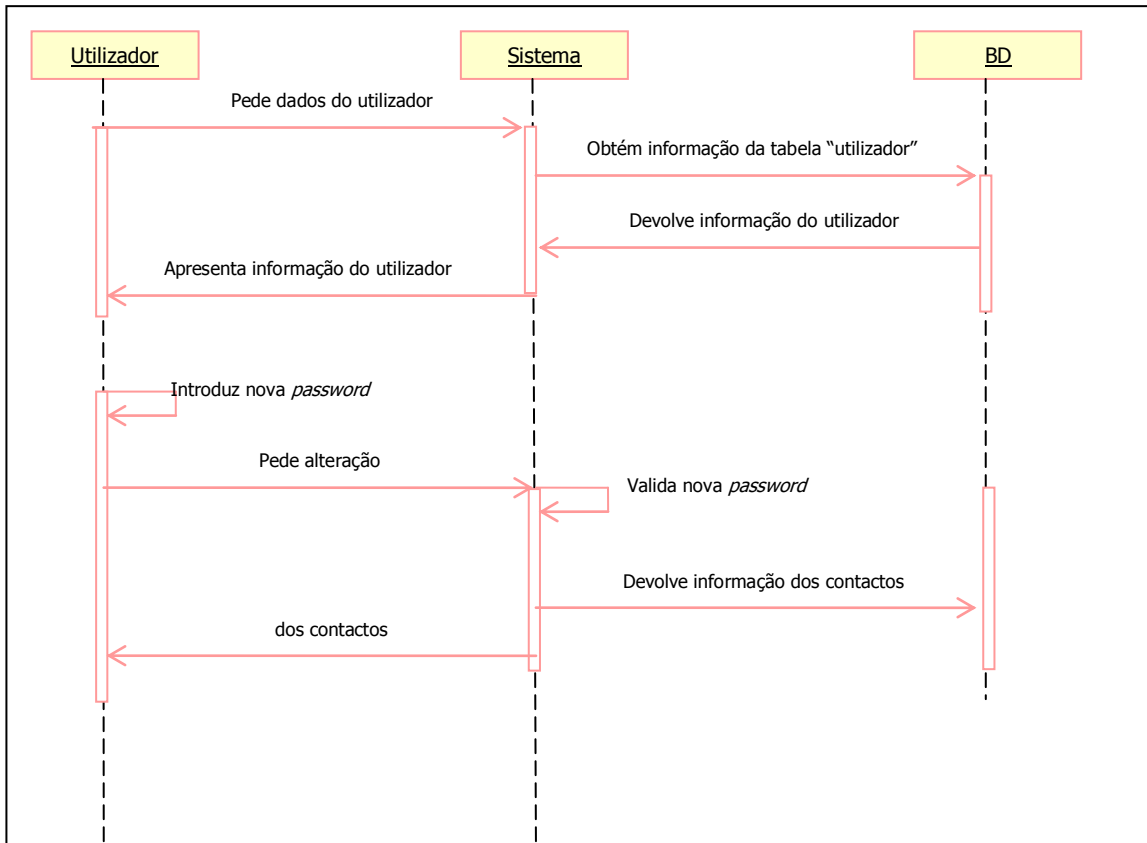 Utilizador
Sistema
BD
Pede dados do utilizador
Obtém informação da tabela “utilizador”
Devolve informação do utilizador
Apresenta informação do utilizador
Introduz nova password
Pede alteração
Valida nova password
Devolve informação dos contactos
dos contactos